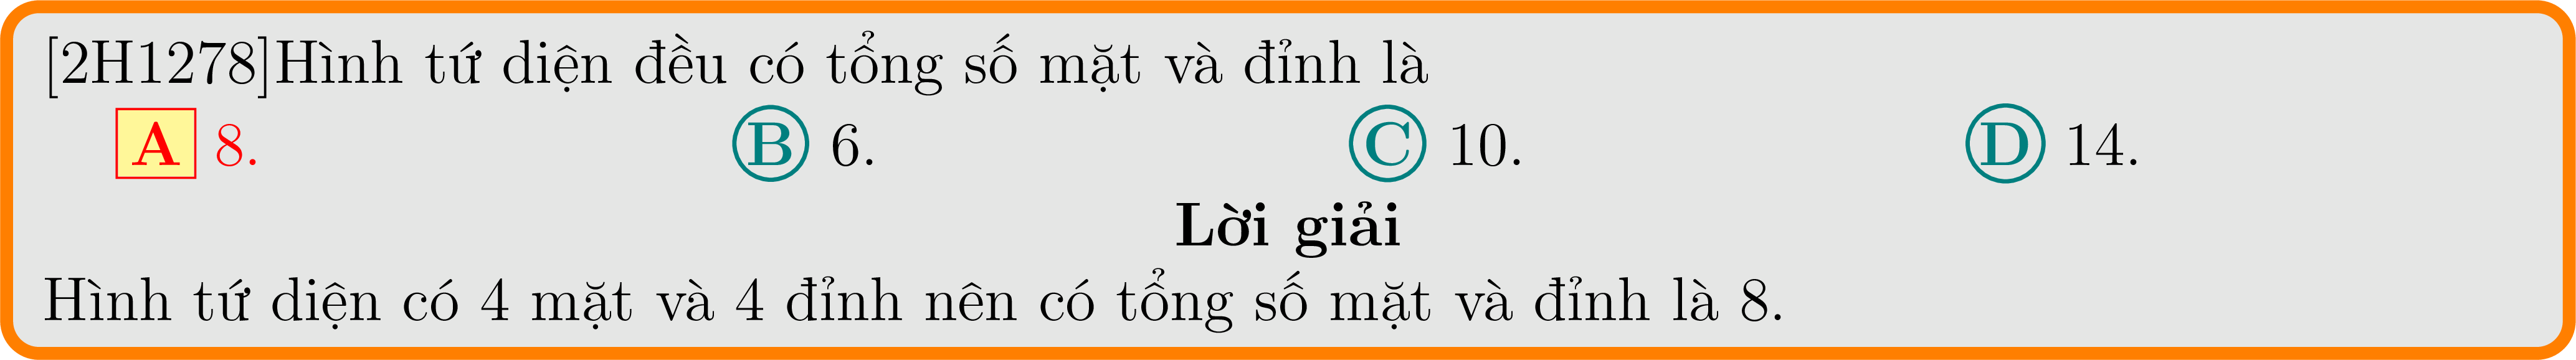 [2H1278]Hình tứ diện đều có tổng số mặt và đỉnh là
A 8. B 6. C 10. D 14.
Lời giải
Hình tứ diện có 4 mặt và 4 đỉnh nên có tổng số mặt và đỉnh là 8.